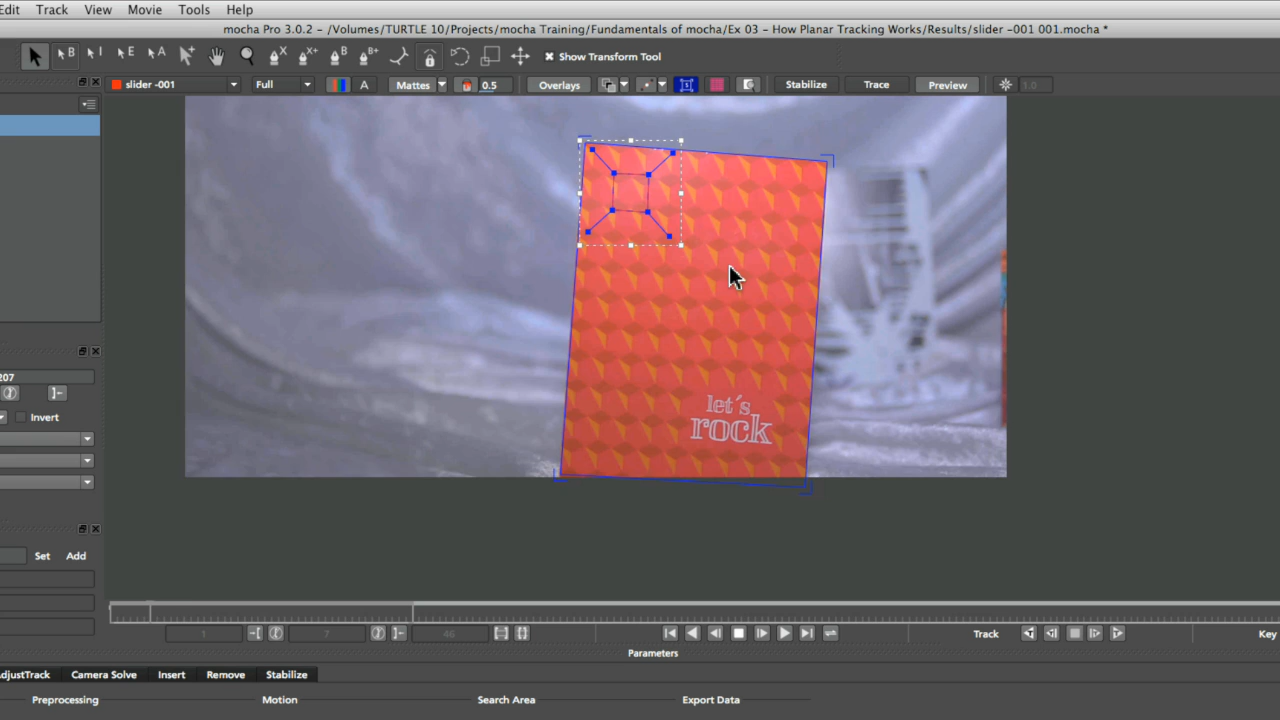 Edit Track View Movie Tools Help
mocha Pro 3.0.2 - /Volumes/TURTLE 10/Projects/mocha Training/Fundamentals of mocha/Ex 03 - How Planar Tracking Works/Results/slider -001 001.mocha *
B I E A X X+ B B+ Show Transform Tool
slider -001 Full A Mattes 0.5 Overlays Stabilize Trace Preview 1.0
let's
rock
207
Invert
Set Add
1 7 46 Track Key
Parameters
AdjustTrack Camera Solve Insert Remove Stabilize
Preprocessing Motion Search Area Export Data